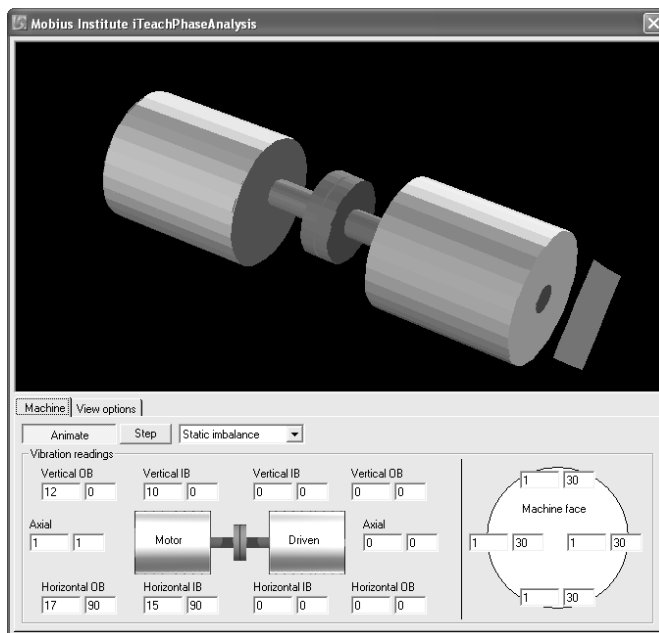 Mobius Institute iTeachPhaseAnalysis
Machine View options
Animate Step Static imbalance
Vibration readings
Vertical OB Vertical IB Vertical IB Vertical OB
12 0 10 0 0 0 0 0
1 30
Machine face
Axial Axial
1 1 Motor Driven 0 0
1 30 1 30
Horizontal OB Horizontal IB Horizontal IB Horizontal OB
17 90 15 90 0 0 0 0
1 30